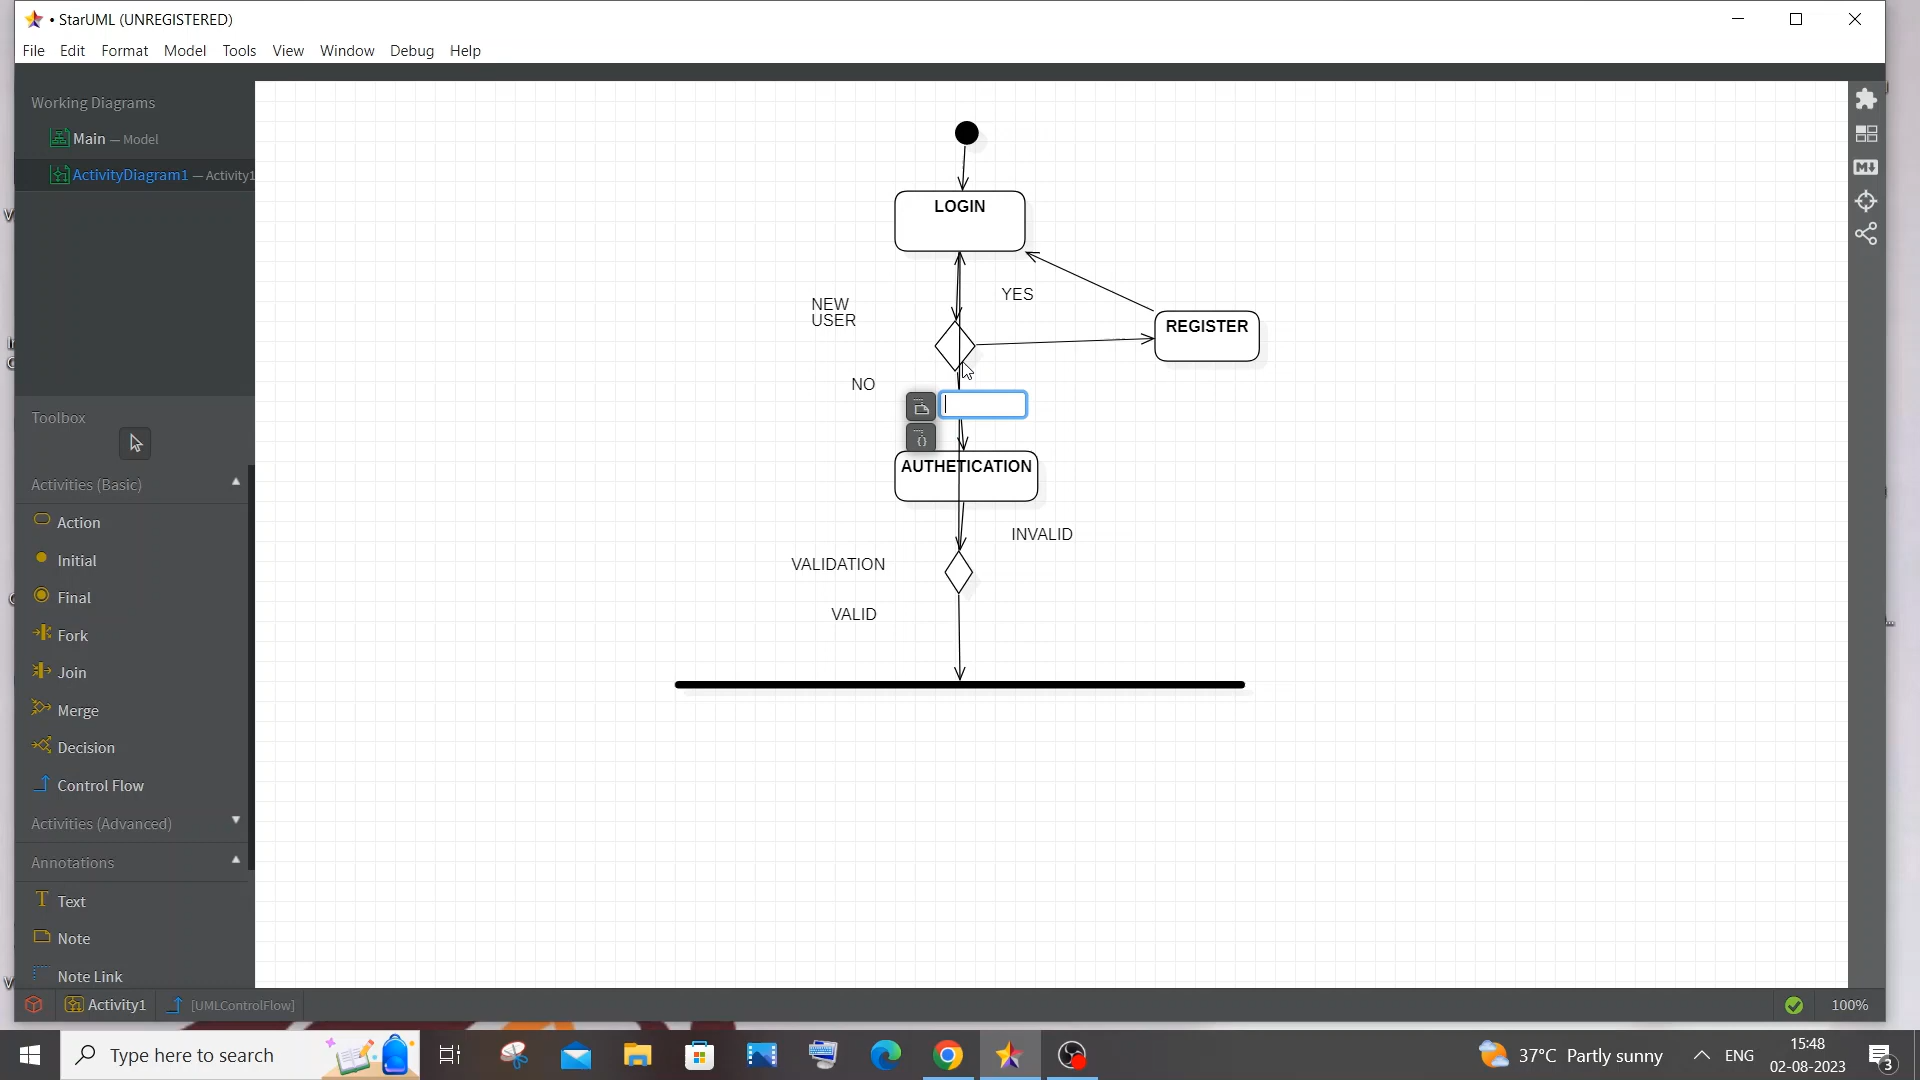 • StarUML (UNREGISTERED)
File Edit Format Model Tools View Window Debug Help
Working Diagrams
Main — Model
ActivityDiagram1 — Activity1
Toolbox
Activities (Basic)
Action
Initial
Final
Fork
Join
Merge
Decision
Control Flow
Activities (Advanced)
Annotations
Text
Note
Note Link
LOGIN
YES
NEW
USER
REGISTER
NO
AUTHETICATION
INVALID
VALIDATION
VALID
Activity1 [UMLControlFlow]
100%
Type here to search
37°C Partly sunny
ENG
15:48
02-08-2023
3